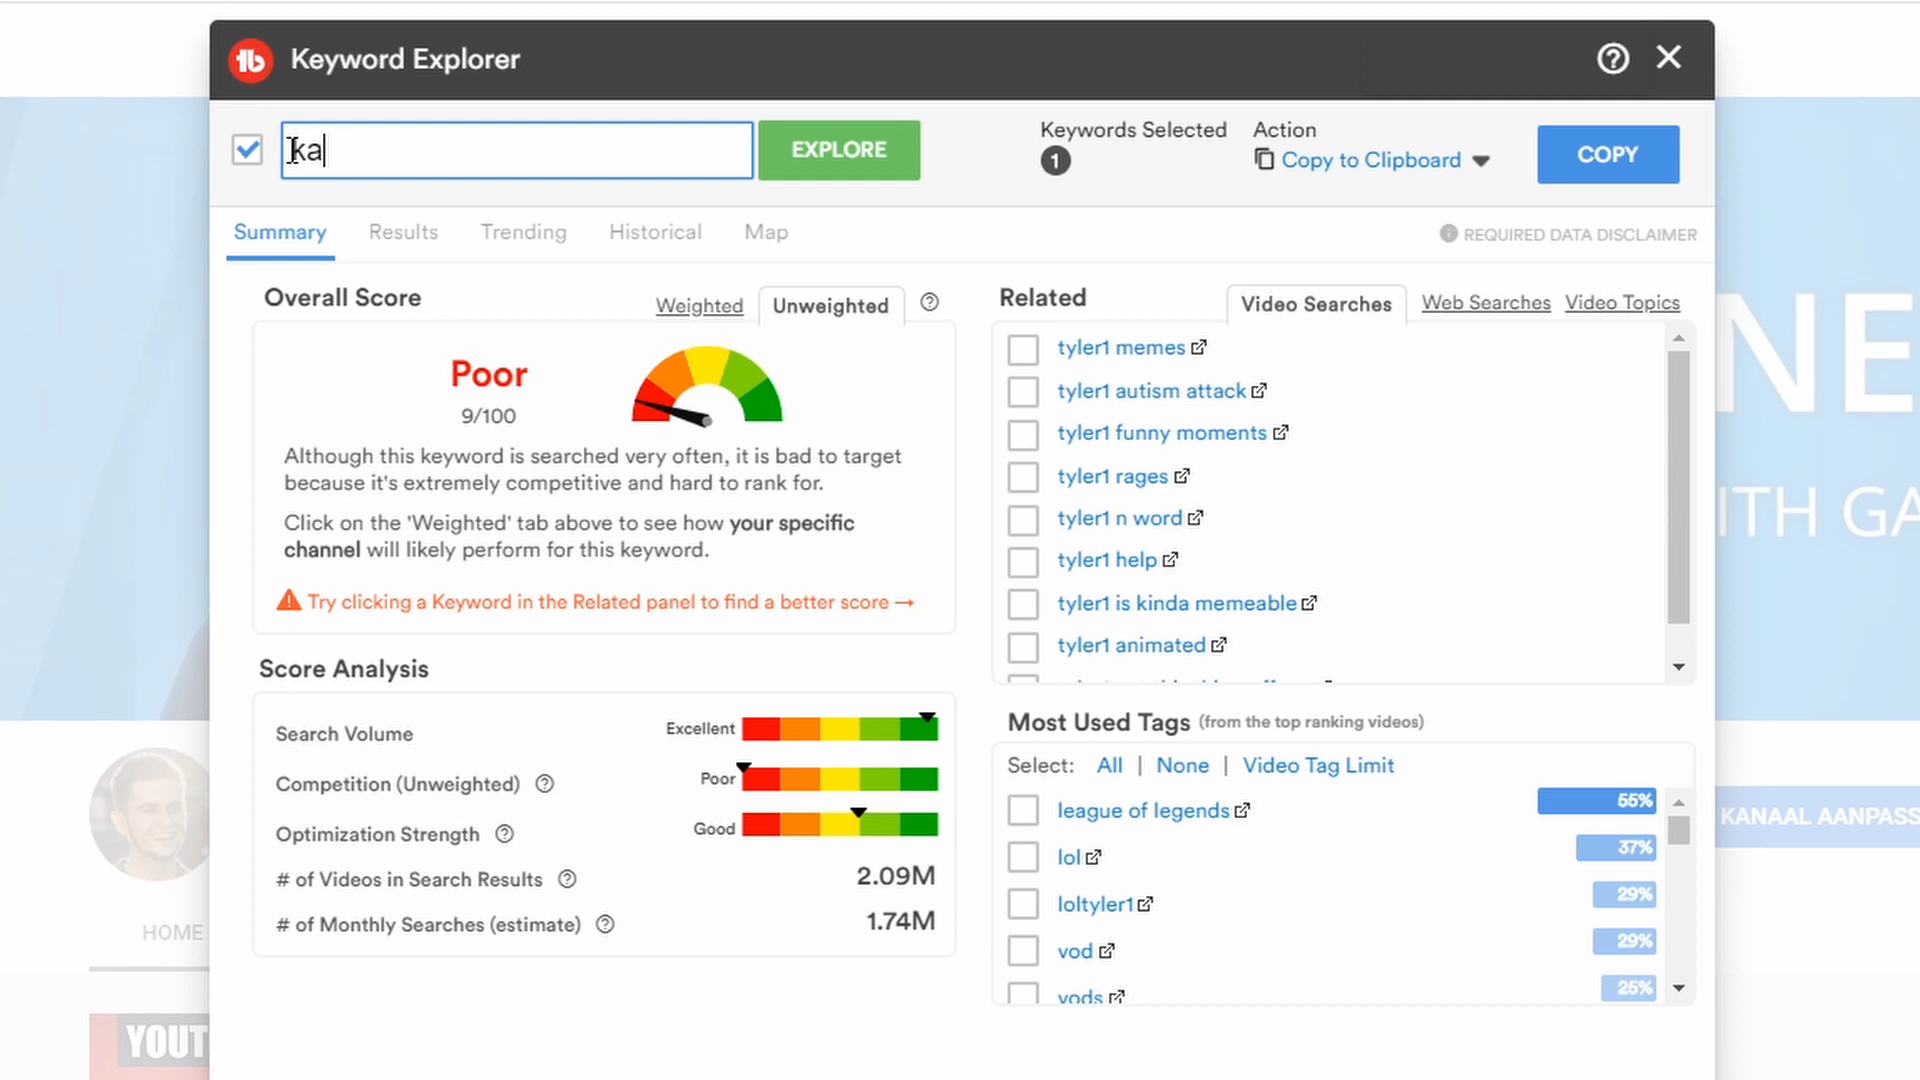 Keyword Explorer
ka
EXPLORE
Keywords Selected
1
Action
Copy to Clipboard
COPY
Summary
Results
Trending
Historical
Map
REQUIRED DATA DISCLAIMER
Overall Score
Weighted
Unweighted
Poor
9/100
Although this keyword is searched very often, it is bad to target
because it's extremely competitive and hard to rank for.
Click on the 'Weighted' tab above to see how your specific
channel will likely perform for this keyword.
Try clicking a Keyword in the Related panel to find a better score →
Score Analysis
Search Volume
Excellent
Competition (Unweighted)
Poor
Optimization Strength
Good
# of Videos in Search Results
2.09M
# of Monthly Searches (estimate)
1.74M
Related
Video Searches
Web Searches
Video Topics
tyler1 memes
tyler1 autism attack
tyler1 funny moments
tyler1 rages
tyler1 n word
tyler1 help
tyler1 is kinda memeable
tyler1 animated
Most Used Tags (from the top ranking videos)
Select: All | None | Video Tag Limit
league of legends 55%
lol 37%
loltyler1 29%
vod 29%
vods 25%
NE
ITH GA
KANAAL AANPASS
HOME
YOUT